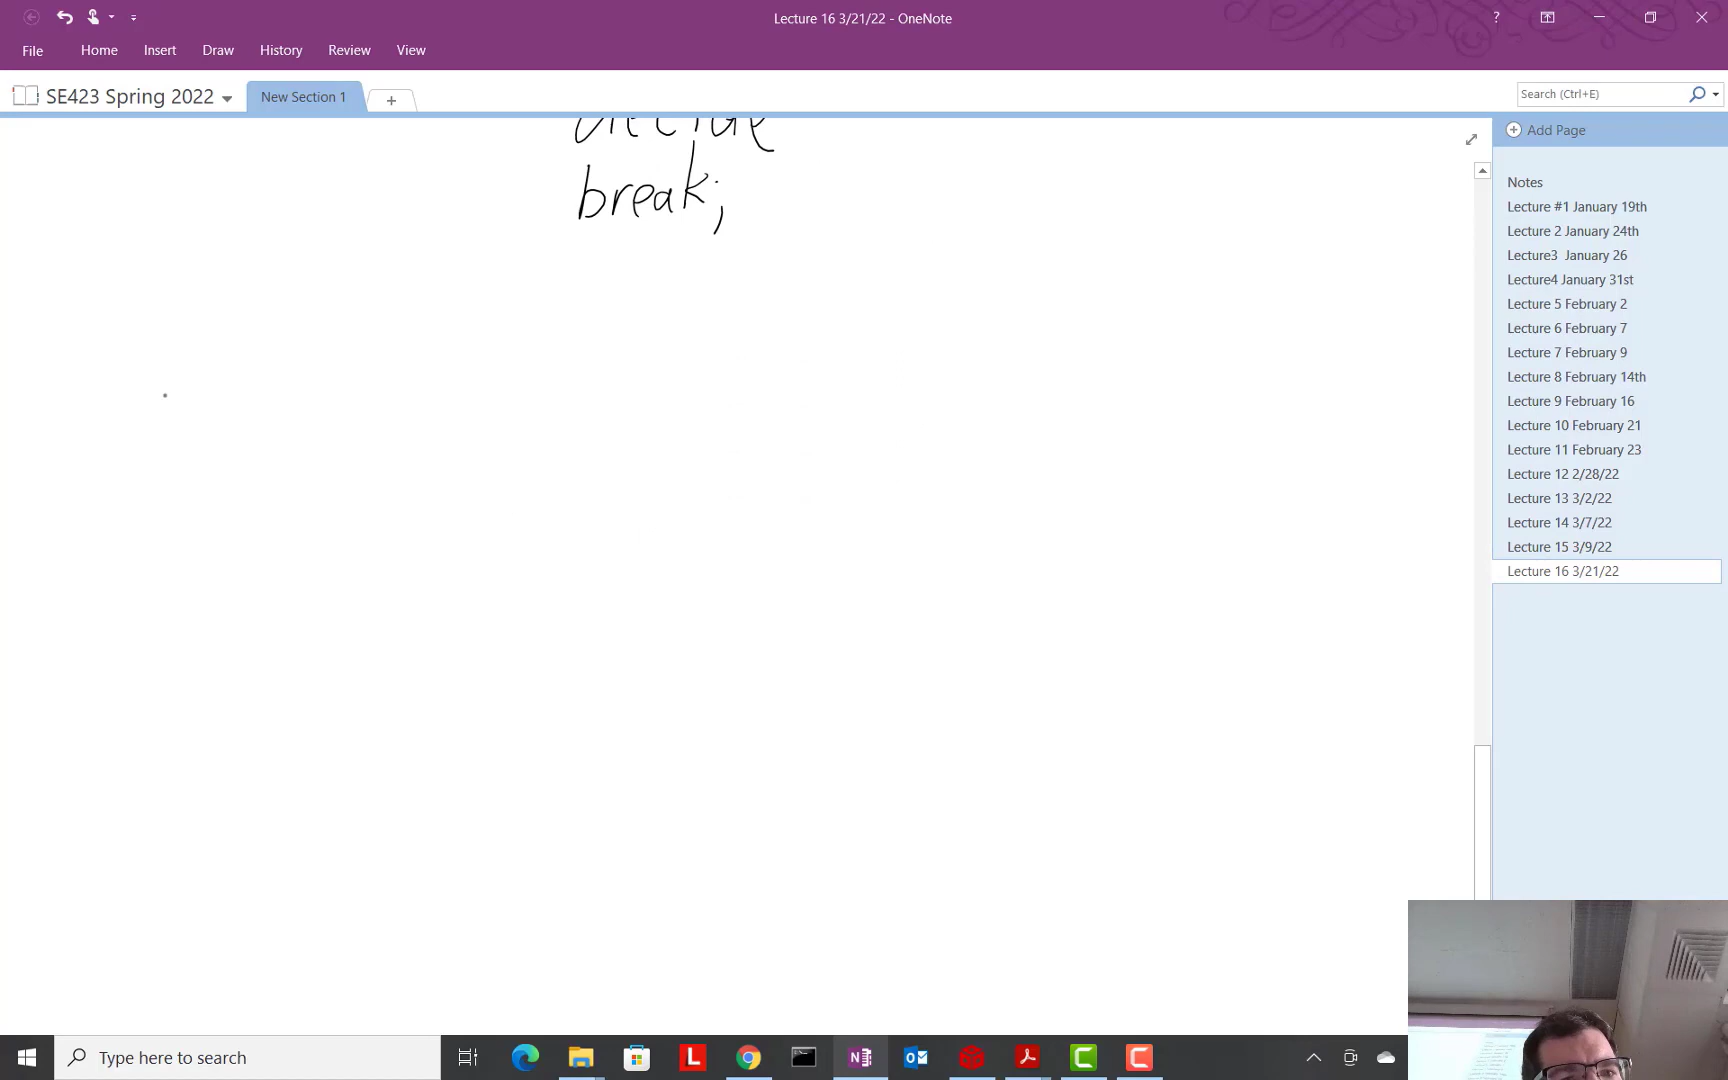 Lecture 16 3/21/22 - OneNote
?
File Home Insert Draw History Review View
SE423 Spring 2022 New Section 1 +
Search (Ctrl+E)
Add Page
break;
Notes
Lecture #1 January 19th
Lecture 2 January 24th
Lecture3 January 26
Lecture4 January 31st
Lecture 5 February 2
Lecture 6 February 7
Lecture 7 February 9
Lecture 8 February 14th
Lecture 9 February 16
Lecture 10 February 21
Lecture 11 February 23
Lecture 12 2/28/22
Lecture 13 3/2/22
Lecture 14 3/7/22
Lecture 15 3/9/22
Lecture 16 3/21/22
Type here to search